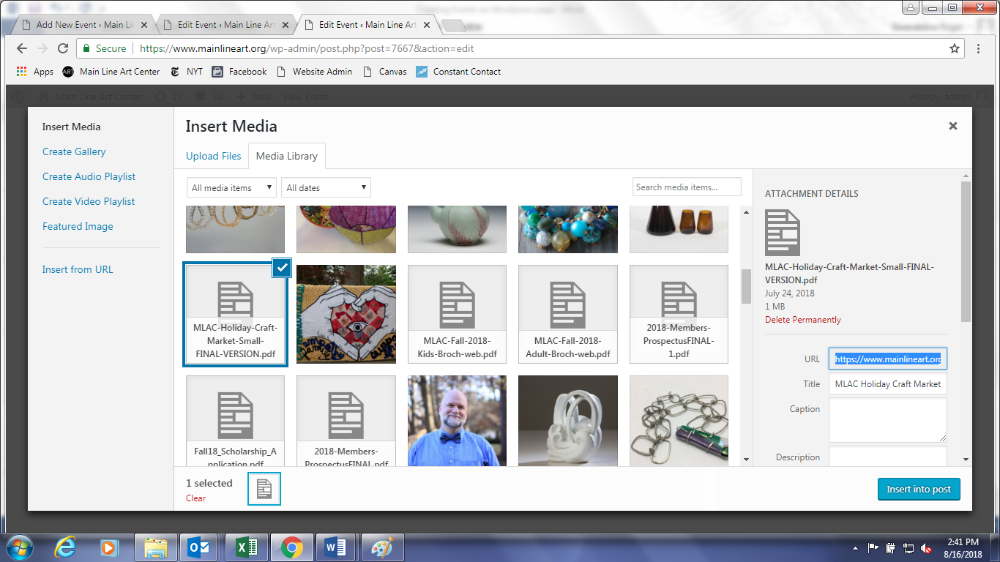 Add New Event ‹ Main Li
Edit Event ‹ Main Line Art
Edit Event ‹ Main Line Art
Secure
https://www.mainlineart.org/wp-admin/post.php?post=7667&action=edit
Apps
ART
Main Line Art Center
NYT
Facebook
Website Admin
Canvas
Constant Contact
Main Line Art Center
23
32
New
View Event
Howdy, admin
Insert Media
Create Gallery
Create Audio Playlist
Create Video Playlist
Featured Image
Insert from URL
Insert Media
Upload Files
Media Library
All media items
All dates
Search media items...
MLAC-Holiday-Craft-
Market-Small-
FINAL-VERSION.pdf
MLAC-Fall-2018-
Kids-Broch-web.pdf
MLAC-Fall-2018-
Adult-Broch-web.pdf
2018-Members-
ProspectusFINAL-
1.pdf
Fall18_Scholarship_A
pplication.pdf
2018-Members-
ProspectusFINAL.pdf
ATTACHMENT DETAILS
MLAC-Holiday-Craft-Market-Small-FINAL-
VERSION.pdf
July 24, 2018
1 MB
Delete Permanently
URL
https://www.mainlineart.org
Title
MLAC Holiday Craft Market
Caption
Description
1 selected
Clear
Insert into post
2:41 PM
8/16/2018